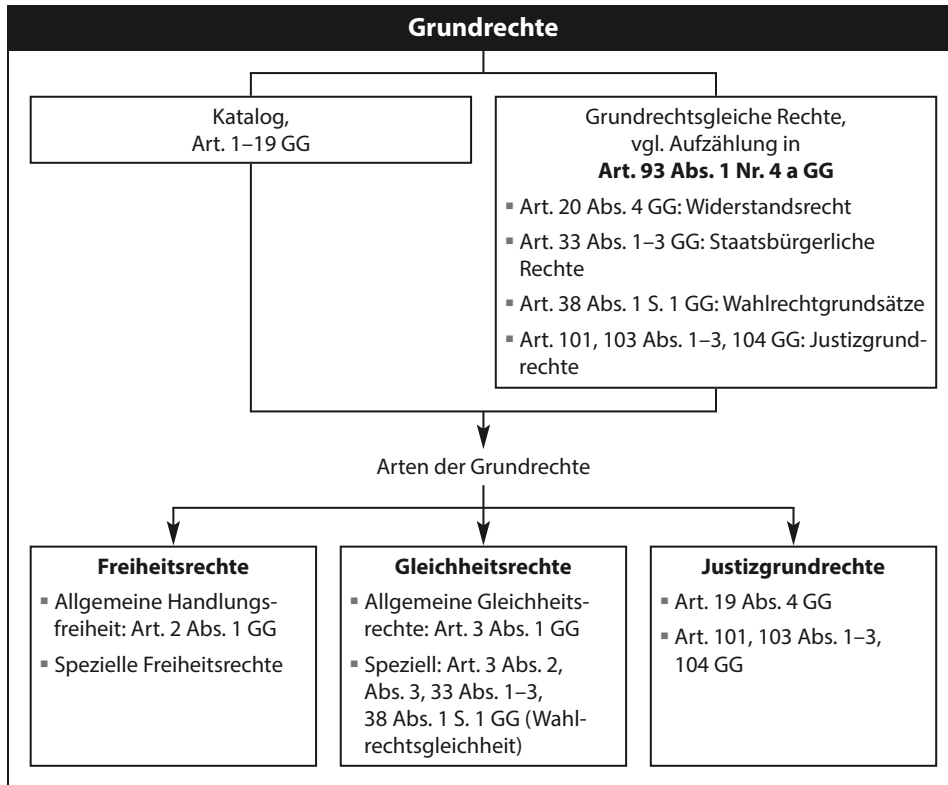 Grundrechte
Katalog,
Art. 1–19 GG
Grundrechtsgleiche Rechte,
vgl. Aufzählung in
Art. 93 Abs. 1 Nr. 4 a GG
▪ Art. 20 Abs. 4 GG: Widerstandsrecht
▪ Art. 33 Abs. 1–3 GG: Staatsbürgerliche
Rechte
▪ Art. 38 Abs. 1 S. 1 GG: Wahlrechtgrundsätze
▪ Art. 101, 103 Abs. 1–3, 104 GG: Justizgrund-
rechte
Arten der Grundrechte
Freiheitsrechte
▪ Allgemeine Handlungs-
freiheit: Art. 2 Abs. 1 GG
▪ Spezielle Freiheitsrechte
Gleichheitsrechte
▪ Allgemeine Gleichheits-
rechte: Art. 3 Abs. 1 GG
▪ Speziell: Art. 3 Abs. 2,
Abs. 3, 33 Abs. 1–3,
38 Abs. 1 S. 1 GG (Wahl-
rechtsgleichheit)
Justizgrundrechte
▪ Art. 19 Abs. 4 GG
▪ Art. 101, 103 Abs. 1–3,
104 GG